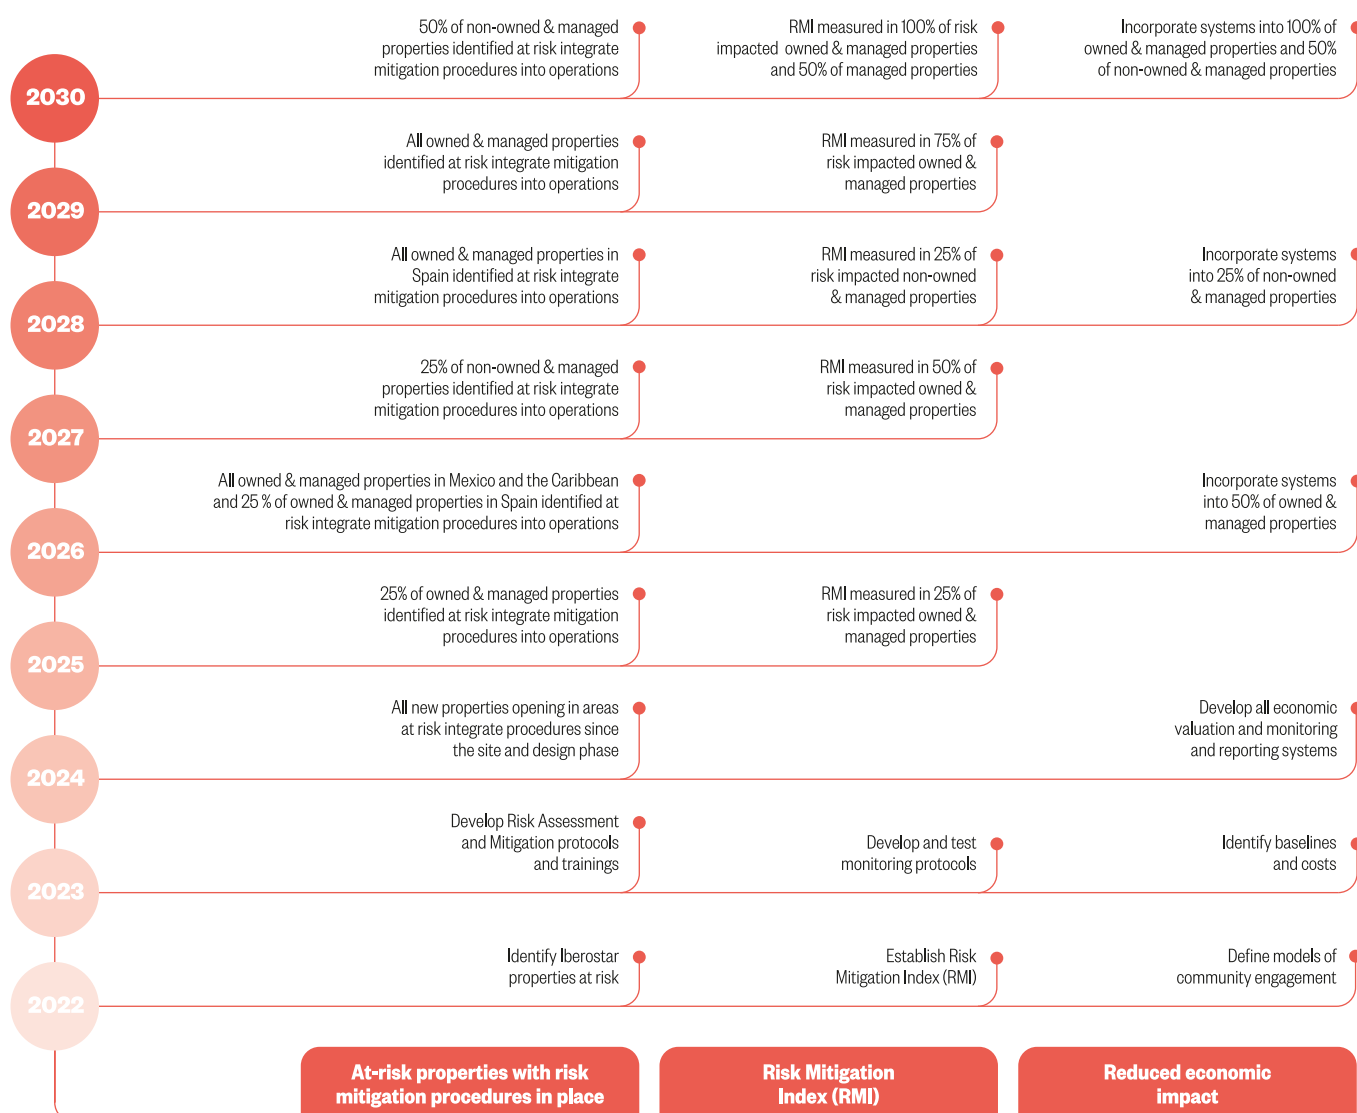 50% of non-owned & managed
properties identified at risk integrate
mitigation procedures into operations
RMI measured in 100% of risk
impacted owned & managed properties
and 50% of managed properties
Incorporate systems into 100% of
owned & managed properties and 50%
of non-owned & managed properties
2030
All owned & managed properties
identified at risk integrate mitigation
procedures into operations
RMI measured in 75% of
risk impacted owned &
managed properties
2029
All owned & managed properties in
Spain identified at risk integrate
mitigation procedures into operations
RMI measured in 25% of
risk impacted non-owned
& managed properties
Incorporate systems
into 25% of non-owned
& managed properties
2028
25% of non-owned & managed
properties identified at risk integrate
mitigation procedures into operations
RMI measured in 50% of
risk impacted owned &
managed properties
2027
All owned & managed properties in Mexico and the Caribbean
and 25 % of owned & managed properties in Spain identified at
risk integrate mitigation procedures into operations
Incorporate systems
into 50% of owned &
managed properties
2026
25% of owned & managed properties
identified at risk integrate mitigation
procedures into operations
RMI measured in 25% of
risk impacted owned &
managed properties
2025
All new properties opening in areas
at risk integrate procedures since
the site and design phase
Develop all economic
valuation and monitoring
and reporting systems
2024
Develop Risk Assessment
and Mitigation protocols
and trainings
Develop and test
monitoring protocols
Identify baselines
and costs
2023
Identify Iberostar
properties at risk
Establish Risk
Mitigation Index (RMI)
Define models of
community engagement
2022
At-risk properties with risk
mitigation procedures in place
Risk Mitigation
Index (RMI)
Reduced economic
impact